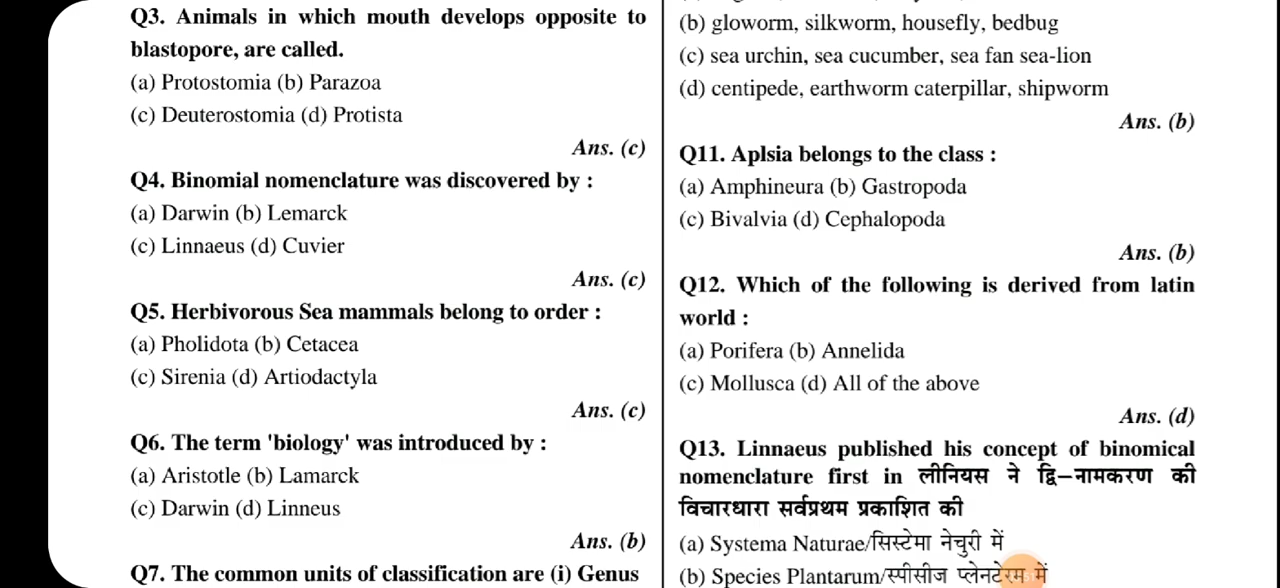 Q3. Animals in which mouth develops opposite to
blastopore, are called.
(a) Protostomia (b) Parazoa
(c) Deuterostomia (d) Protista
Ans. (c)
Q4. Binomial nomenclature was discovered by :
(a) Darwin (b) Lemarck
(c) Linnaeus (d) Cuvier
Ans. (c)
Q5. Herbivorous Sea mammals belong to order :
(a) Pholidota (b) Cetacea
(c) Sirenia (d) Artiodactyla
Ans. (c)
Q6. The term 'biology' was introduced by :
(a) Aristotle (b) Lamarck
(c) Darwin (d) Linneus
Ans. (b)
Q7. The common units of classification are (i) Genus
(b) gloworm, silkworm, housefly, bedbug
(c) sea urchin, sea cucumber, sea fan sea-lion
(d) centipede, earthworm caterpillar, shipworm
Ans. (b)
Q11. Aplsia belongs to the class :
(a) Amphineura (b) Gastropoda
(c) Bivalvia (d) Cephalopoda
Ans. (b)
Q12. Which of the following is derived from latin
world :
(a) Porifera (b) Annelida
(c) Mollusca (d) All of the above
Ans. (d)
Q13. Linnaeus published his concept of binomical
nomenclature first in लीनियस ने द्वि–नामकरण की
विचारधारा सर्वप्रथम प्रकाशित की
(a) Systema Naturae/सिस्टेमा नेचुरी में
(b) Species Plantarum/स्पीसीज प्लेनटेरम में